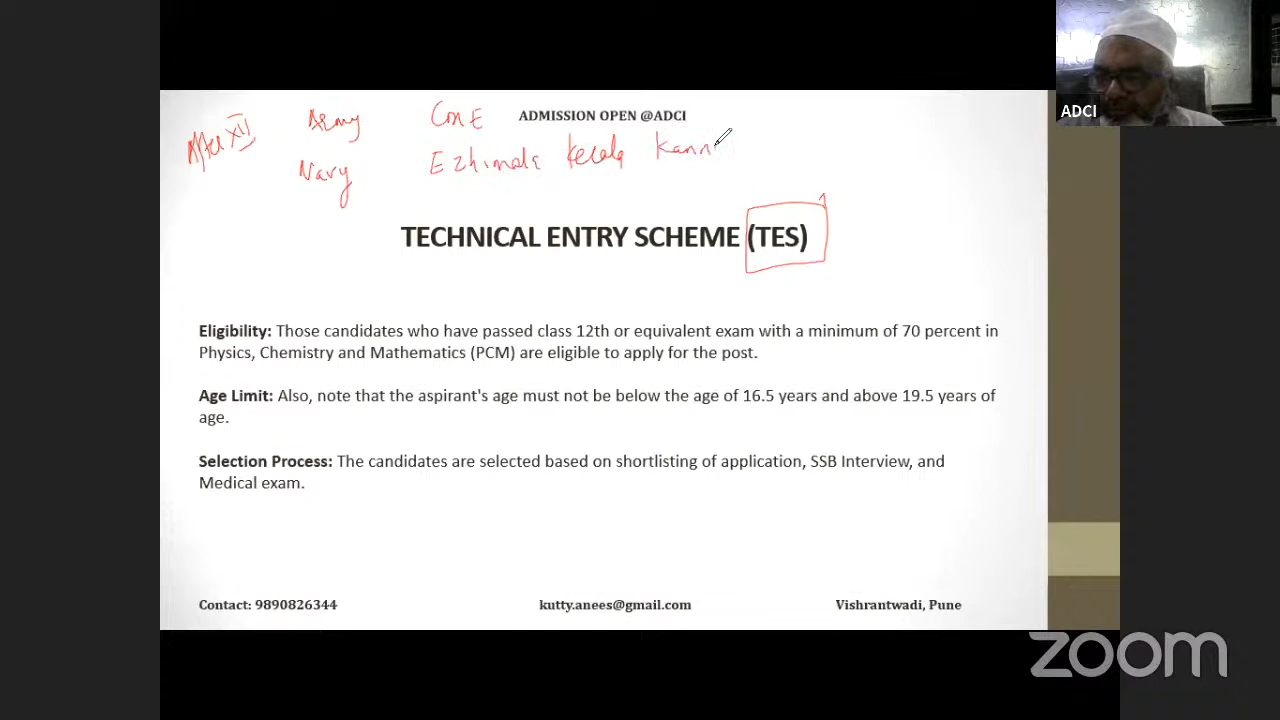 After XII Army CME ADMISSION OPEN @ADCI
Navy Ezhimala Kerala Kann
ADCI
TECHNICAL ENTRY SCHEME (TES)
Eligibility: Those candidates who have passed class 12th or equivalent exam with a minimum of 70 percent in
Physics, Chemistry and Mathematics (PCM) are eligible to apply for the post.
Age Limit: Also, note that the aspirant's age must not be below the age of 16.5 years and above 19.5 years of
age.
Selection Process: The candidates are selected based on shortlisting of application, SSB Interview, and
Medical exam.
Contact: 9890826344 kutty.anees@gmail.com Vishrantwadi, Pune
zoom